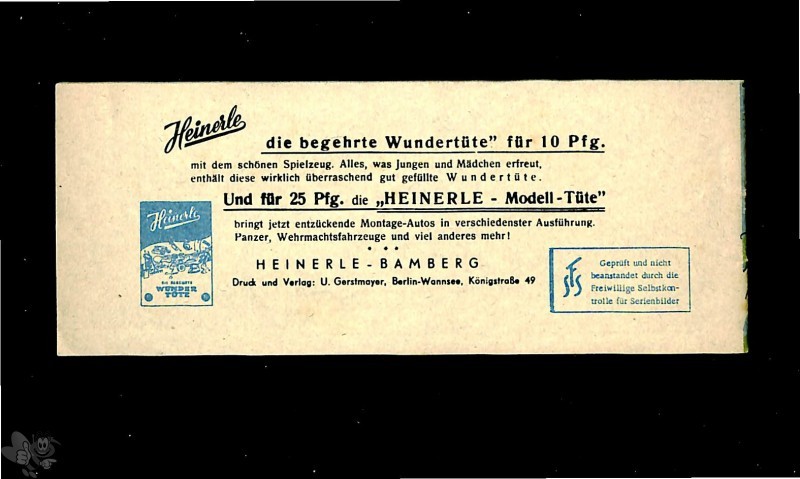 Heinerle
die begehrte Wundertüte" für 10 Pfg.
mit dem schönen Spielzeug. Alles, was Jungen und Mädchen erfreut,
enthält diese wirklich überraschend gut gefüllte Wundertüte.
Und für 25 Pfg. die „HEINERLE - Modell-Tüte"
bringt jetzt entzückende Montage-Autos in verschiedenster Ausführung.
Panzer, Wehrmachtsfahrzeuge und viel anderes mehr!
HEINERLE-BAMBERG
Druck und Verlag: U. Gerstmayer, Berlin-Wannsee, Königstraße 49
Heinerle
DIE BEGEHRTE
WUNDER
TÜTE
FSS
Geprüft und nicht
beanstandet durch die
Freiwillige Selbstkon-
trolle für Serienbilder